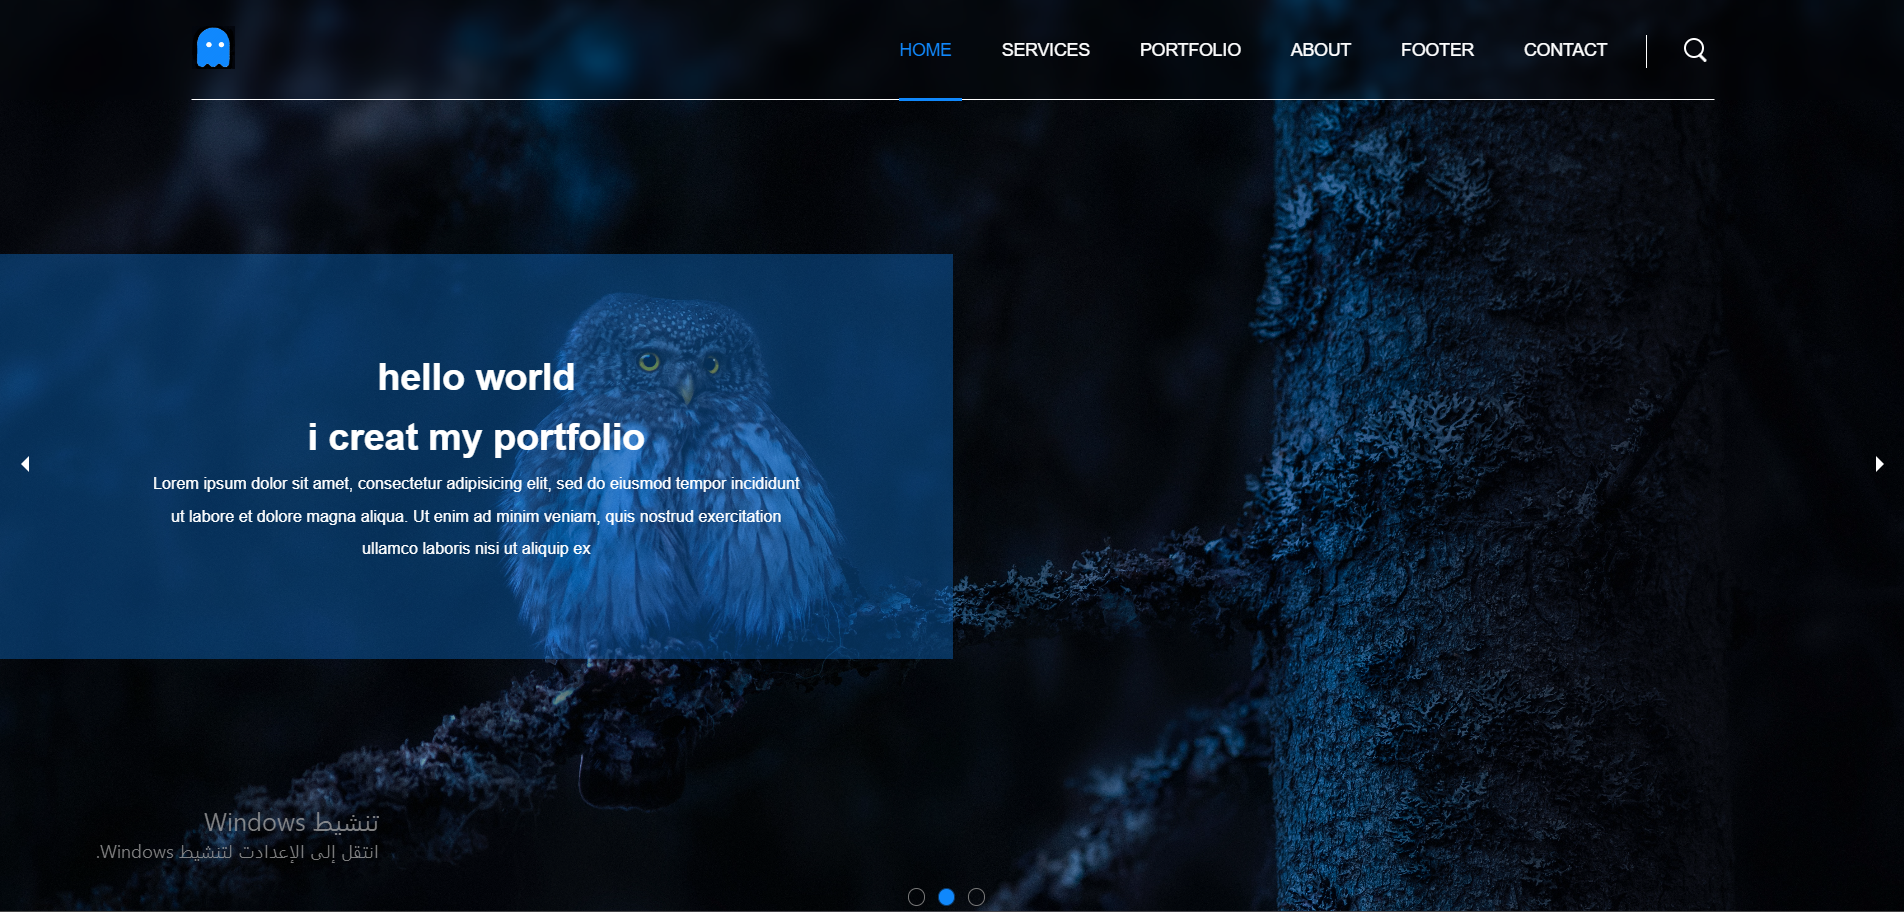 HOME SERVICES PORTFOLIO ABOUT FOOTER CONTACT
hello world
i creat my portfolio
Lorem ipsum dolor sit amet, consectetur adipisicing elit, sed do eiusmod tempor incididunt
ut labore et dolore magna aliqua. Ut enim ad minim veniam, quis nostrud exercitation
ullamco laboris nisi ut aliquip ex
تنشيط Windows
انتقل إلى الإعدادت لتنشيط Windows.